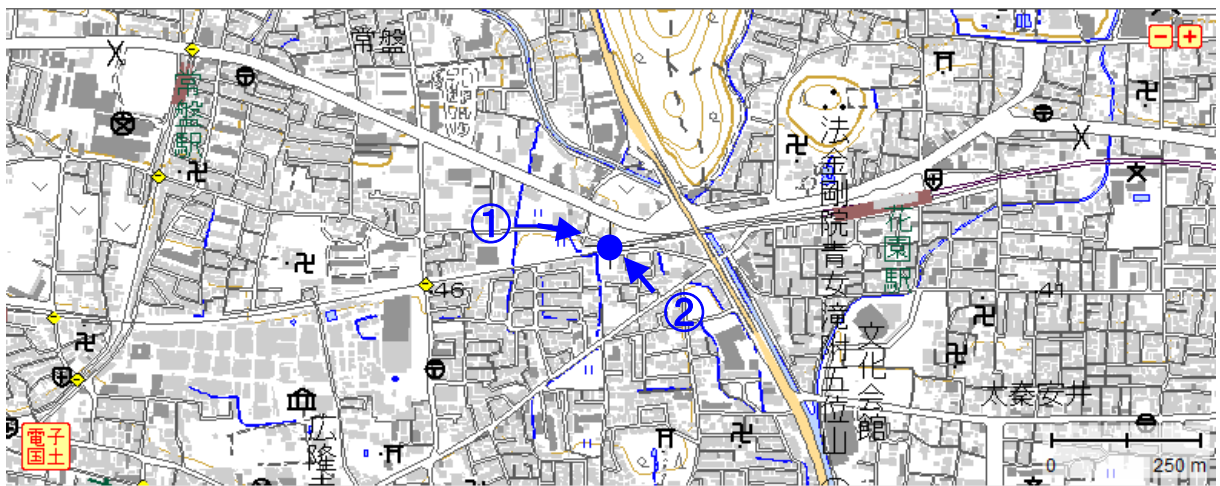 常盤
常盤駅
①
②
46
41
法金剛院青女滝附五位山
花園駅
文化会館
太秦安井
広隆寺
電子国土
0
250 m